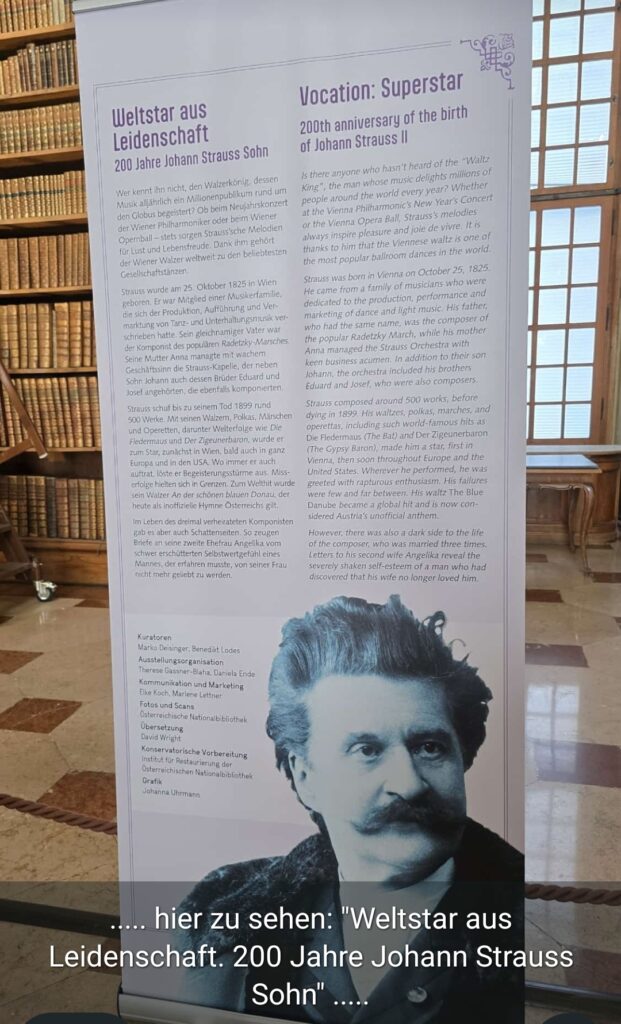 Weltstar aus
Leidenschaft
200 Jahre Johann Strauss Sohn
Wer kennt ihn nicht, den Walzerkönig, dessen
Musik alljährlich ein Millionenpublikum rund um
den Globus begeistert? Ob beim Neujahrskonzert
der Wiener Philharmoniker oder beim Wiener
Opernball – stets sorgen Strauss'sche Melodien
für Lust und Lebensfreude. Dank ihm gehört
der Wiener Walzer weltweit zu den beliebtesten
Gesellschaftstänzen.
Strauss wurde am 25. Oktober 1825 in Wien
geboren. Er war Mitglied einer Musikerfamilie,
die sich der Produktion, Aufführung und Ver-
marktung von Tanz- und Unterhaltungsmusik ver-
schrieben hatte. Sein gleichnamiger Vater war
der Komponist des populären Radetzky-Marsches.
Seine Mutter Anna managte mit wachem
Geschäftssinn die Strauss-Kapelle, der neben
Sohn Johann auch dessen Brüder Eduard und
Josef angehörten, die ebenfalls komponierten.
Strauss schuf bis zu seinem Tod 1899 rund
500 Werke. Mit seinen Walzern, Polkas, Märschen
und Operetten, darunter Welterfolge wie Die
Fledermaus und Der Zigeunerbaron, wurde er
zum Star, zunächst in Wien, bald auch in ganz
Europa und in den USA. Wo immer er auch
auftrat, löste er Begeisterungsstürme aus. Miss-
erfolge hielten sich in Grenzen. Zum Welthit wurde
sein Walzer An der schönen blauen Donau, der
heute als inoffizielle Hymne Österreichs gilt.
Im Leben des dreimal verheirateten Komponisten
gab es aber auch Schattenseiten. So zeugen
Briefe an seine zweite Ehefrau Angelika vom
schwer erschütterten Selbstwertgefühl eines
Mannes, der erfahren musste, von seiner Frau
nicht mehr geliebt zu werden.
Vocation: Superstar
200th anniversary of the birth
of Johann Strauss II
Is there anyone who hasn't heard of the "Waltz
King", the man whose music delights millions of
people around the world every year? Whether
at the Vienna Philharmonic's New Year's Concert
or the Vienna Opera Ball, Strauss's melodies
always inspire pleasure and joie de vivre. It is
thanks to him that the Viennese waltz is one of
the most popular ballroom dances in the world.
Strauss was born in Vienna on October 25, 1825.
He came from a family of musicians who were
dedicated to the production, performance and
marketing of dance and light music. His father,
who had the same name, was the composer of
the popular Radetzky March, while his mother
Anna managed the Strauss Orchestra with
keen business acumen. In addition to their son
Johann, the orchestra included his brothers
Eduard and Josef, who were also composers.
Strauss composed around 500 works, before
dying in 1899. His waltzes, polkas, marches, and
operettas, including such world-famous hits as
Die Fledermaus (The Bat) and Der Zigeunerbaron
(The Gypsy Baron), made him a star, first in
Vienna, then soon throughout Europe and the
United States. Wherever he performed, he was
greeted with rapturous enthusiasm. His failures
were few and far between. His waltz The Blue
Danube became a global hit and is now con-
sidered Austria's unofficial anthem.
However, there was also a dark side to the life
of the composer, who was married three times.
Letters to his second wife Angelika reveal the
severely shaken self-esteem of a man who had
discovered that his wife no longer loved him.
Kuratoren
Marko Deisinger, Benedikt Lodes
Ausstellungsorganisation
Therese Gassner-Blaha, Daniela Ende
Kommunikation und Marketing
Elke Koch, Marlene Lettner
Fotos und Scans
Österreichische Nationalbibliothek
Übersetzung
David Wright
Konservatorische Vorbereitung
Institut für Restaurierung der
Österreichischen Nationalbibliothek
Grafik
Johanna Uhrmann
..... hier zu sehen: "Weltstar aus
Leidenschaft. 200 Jahre Johann Strauss
Sohn" .....